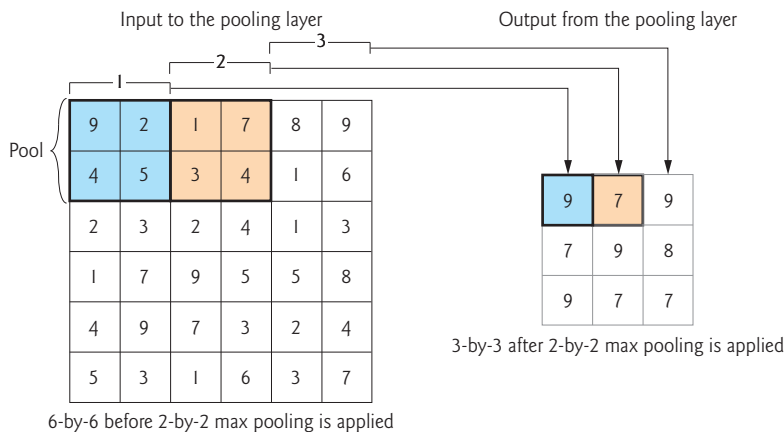 Input to the pooling layer
Output from the pooling layer
1
2
3
Pool
9 2 1 7 8 9
4 5 3 4 1 6
2 3 2 4 1 3
1 7 9 5 5 8
4 9 7 3 2 4
5 3 1 6 3 7
9 7 9
7 9 8
9 7 7
3-by-3 after 2-by-2 max pooling is applied
6-by-6 before 2-by-2 max pooling is applied